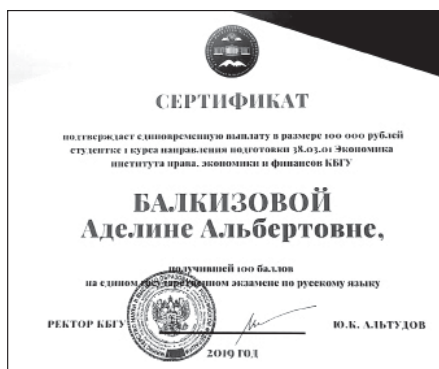 СЕРТИФИКАТ
подтверждает единовременную выплату в размере 100 000 рублей
студентке 1 курса направления подготовки 38.03.01 Экономика
института права, экономики и финансов КБГУ
БАЛКИЗОВОЙ
Аделине Альбертовне,
получившей 100 баллов
на едином государственном экзамене по русскому языку
РЕКТОР КБГУ
Ю.К. АЛЬТУДОВ
2019 ГОД